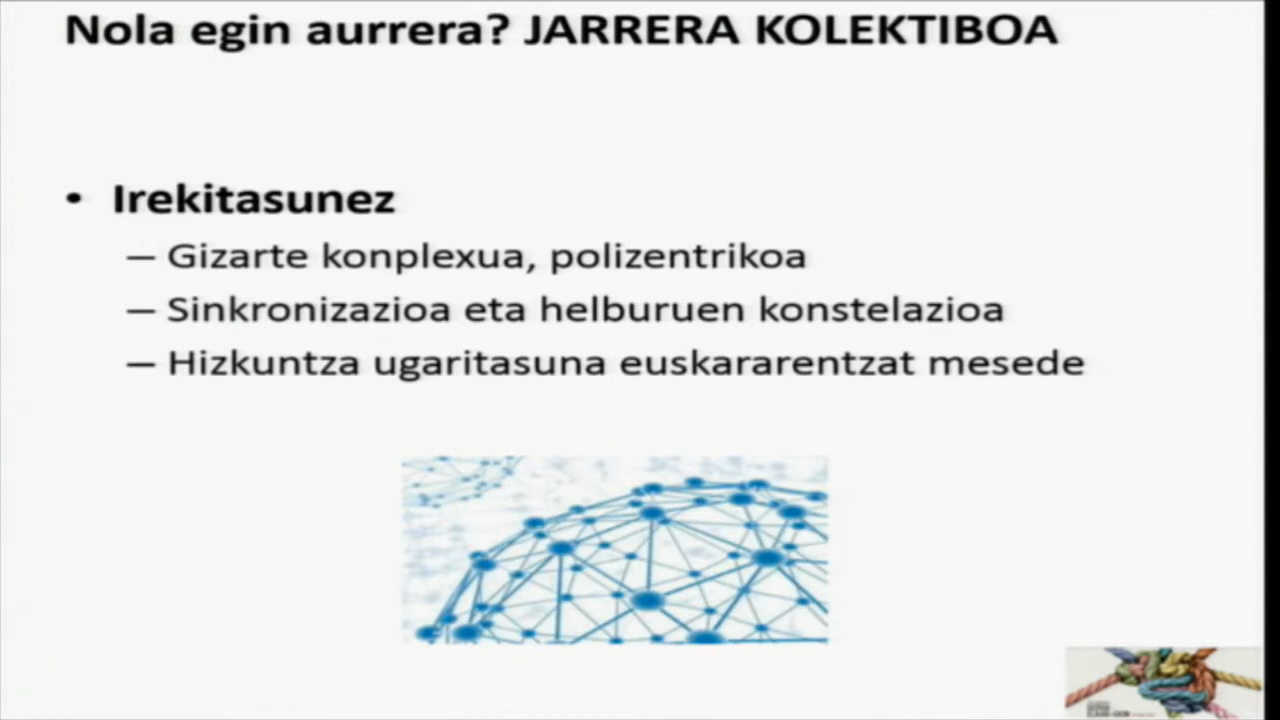 Nola egin aurrera? JARRERA KOLEKTIBOA
• Irekitasunez
– Gizarte konplexua, polizentrikoa
– Sinkronizazioa eta helburuen konstelazioa
– Hizkuntza ugaritasuna euskararentzat mesede